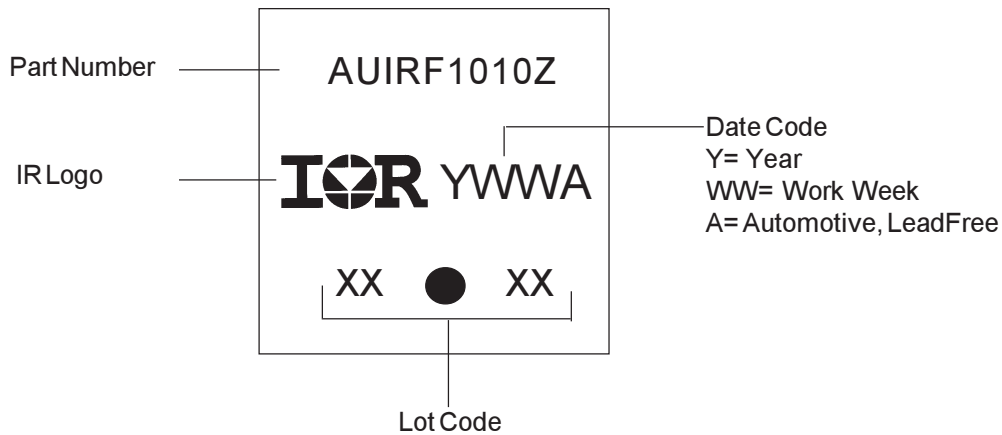 Part Number
AUIRF1010Z
IR Logo
IOR YWWA
Date Code
Y= Year
WW= Work Week
A= Automotive, LeadFree
XX XX
Lot Code